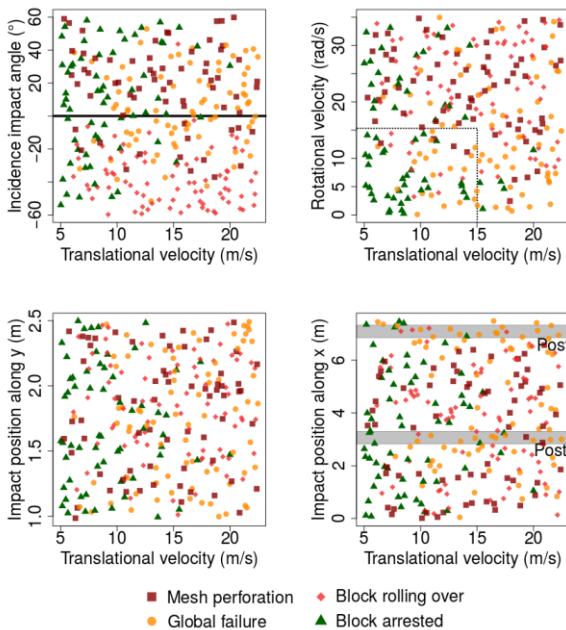 Incidence impact angle (°)
60
40
20
0
−20
−60
5
10
15
20
Translational velocity (m/s)
Rotational velocity (rad/s)
30
20
15
10
5
0
5
10
15
20
Translational velocity (m/s)
Impact position along y (m)
2.5
2.0
1.5
1.0
5
10
15
20
Translational velocity (m/s)
Impact position along x (m)
6
4
2
0
Post
Post
5
10
15
20
Translational velocity (m/s)
Mesh perforation
Block rolling over
Global failure
Block arrested